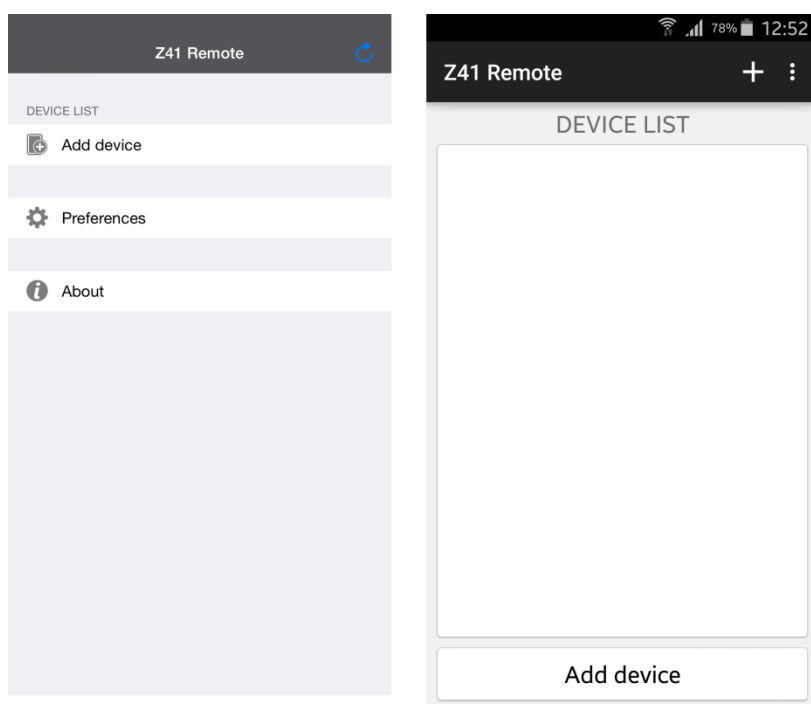 Z41 Remote
DEVICE LIST
Add device
Preferences
About
78% 12:52
Z41 Remote
DEVICE LIST
Add device